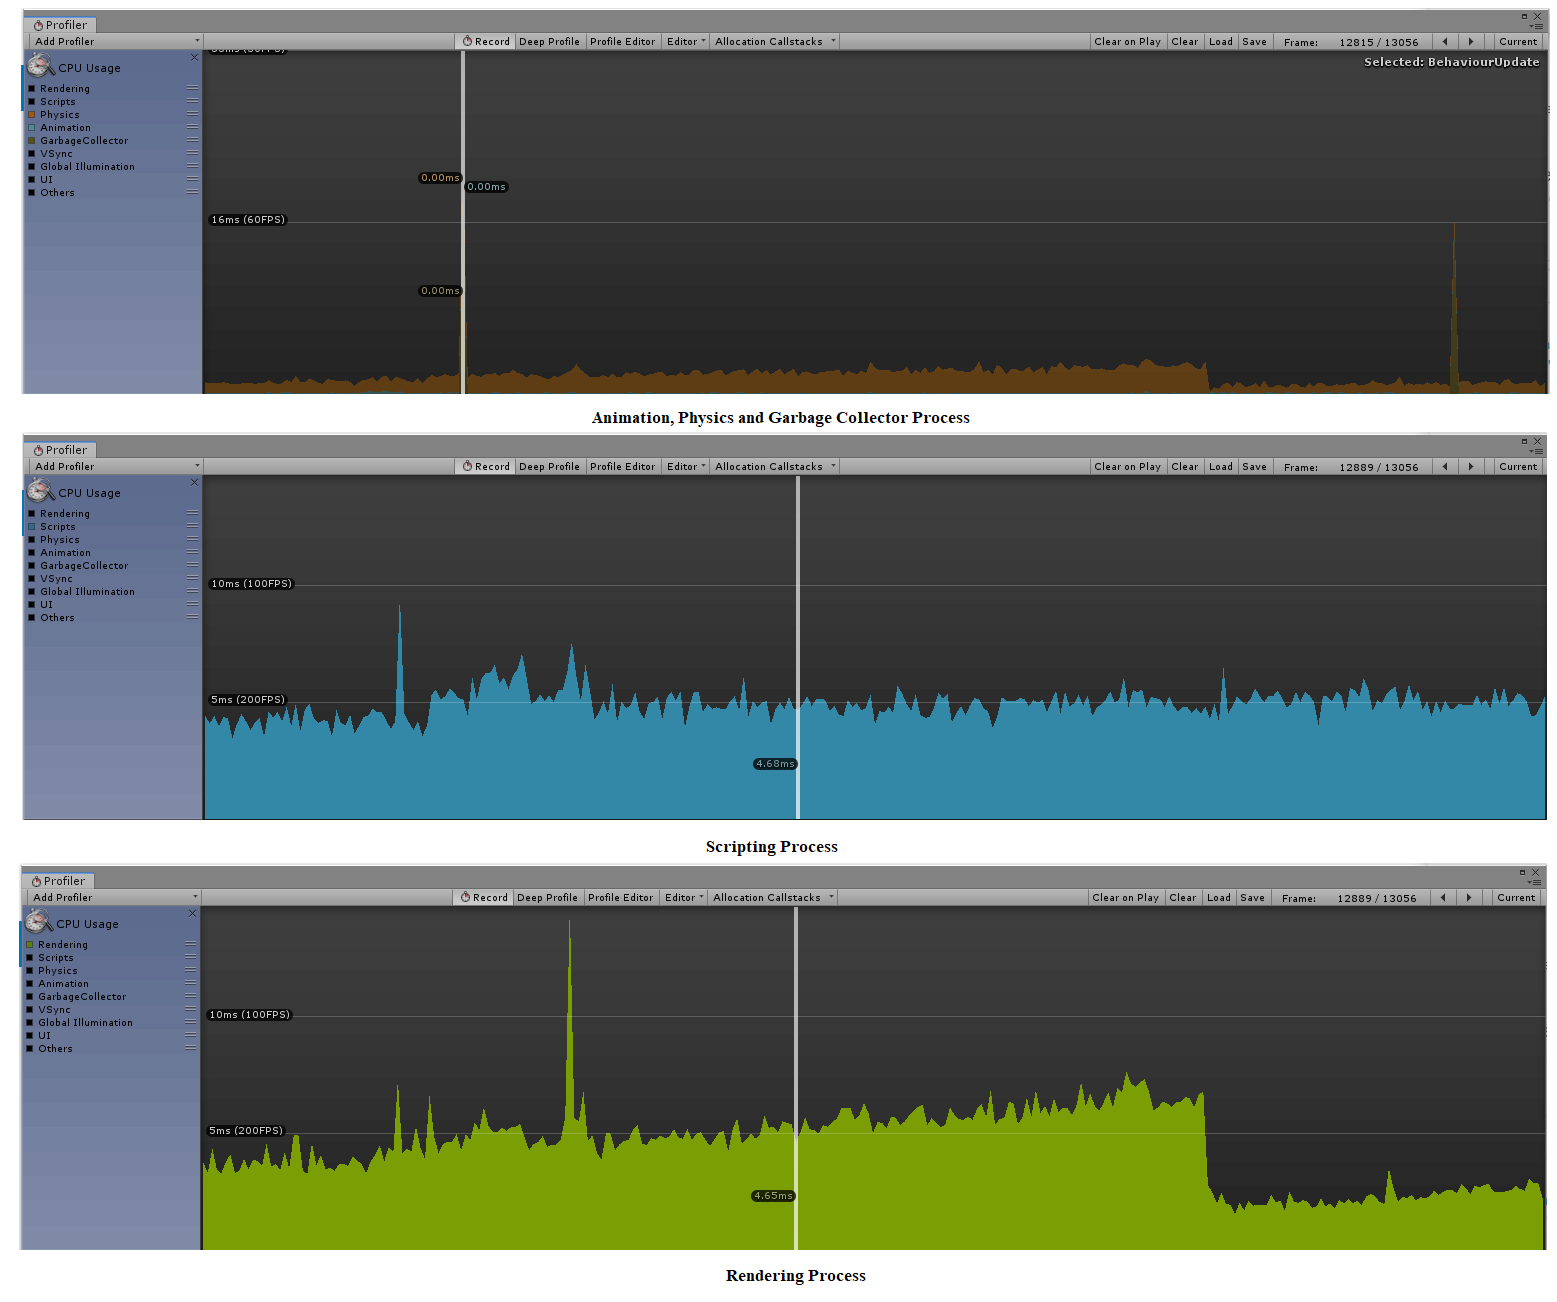 Profiler
Add Profiler Record Deep Profile Profile Editor Editor Allocation Callstacks Clear on Play Clear Load Save Frame: 12815 / 13056 Current
CPU Usage Selected: BehaviourUpdate
Rendering
Scripts
Physics
Animation
GarbageCollector
VSync
Global Illumination
UI
Others
0.00ms
0.00ms
16ms (60FPS)
0.00ms
Animation, Physics and Garbage Collector Process
Profiler
Add Profiler Record Deep Profile Profile Editor Editor Allocation Callstacks Clear on Play Clear Load Save Frame: 12889 / 13056 Current
CPU Usage
Rendering
Scripts
Physics
Animation
GarbageCollector
VSync
Global Illumination
UI
Others
10ms (100FPS)
5ms (200FPS)
4.68ms
Scripting Process
Profiler
Add Profiler Record Deep Profile Profile Editor Editor Allocation Callstacks Clear on Play Clear Load Save Frame: 12889 / 13056 Current
CPU Usage
Rendering
Scripts
Physics
Animation
GarbageCollector
VSync
Global Illumination
UI
Others
10ms (100FPS)
5ms (200FPS)
4.65ms
Rendering Process